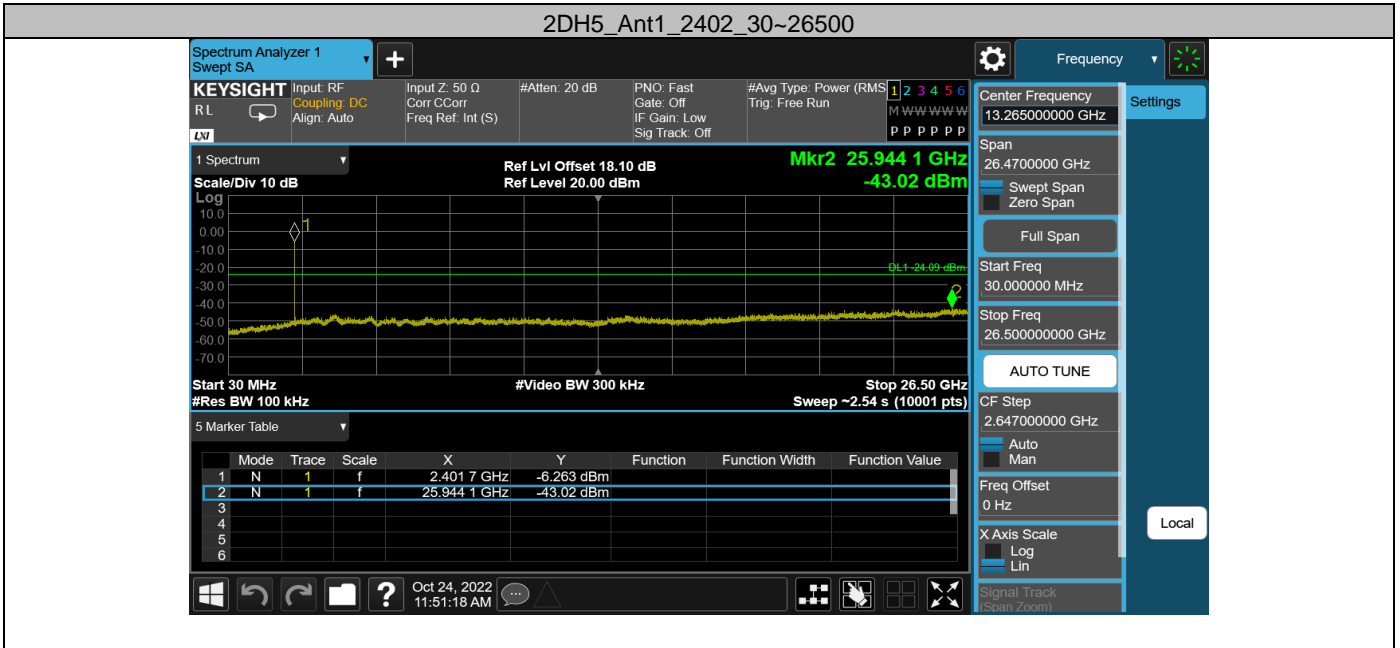 2DH5_Ant1_2402_30~26500
Spectrum Analyzer 1
Swept SA
Frequency
KEYSIGHT
RL
LXI
Input: RF
Coupling: DC
Align: Auto
Input Z: 50 Ω
Corr CCorr
Freq Ref: Int (S)
#Atten: 20 dB
PNO: Fast
Gate: Off
IF Gain: Low
Sig Track: Off
#Avg Type: Power (RMS
Trig: Free Run
1 2 3 4 5 6
M W W W W W
P P P P P P
1 Spectrum
Scale/Div 10 dB
Ref Lvl Offset 18.10 dB
Ref Level 20.00 dBm
Mkr2 25.944 1 GHz
-43.02 dBm
Log
10.0
0.00
-10.0
-20.0
-30.0
-40.0
-50.0
-60.0
-70.0
1
DL1 -24.09 dBm
2
Start 30 MHz
#Video BW 300 kHz
Stop 26.50 GHz
#Res BW 100 kHz
Sweep ~2.54 s (10001 pts)
5 Marker Table
Mode Trace Scale X Y Function Function Width Function Value
1 N 1 f 2.401 7 GHz -6.263 dBm
2 N 1 f 25.944 1 GHz -43.02 dBm
3
4
5
6
?
Oct 24, 2022
11:51:18 AM
Center Frequency
13.265000000 GHz
Span
26.4700000 GHz
Swept Span
Zero Span
Full Span
Start Freq
30.000000 MHz
Stop Freq
26.500000000 GHz
AUTO TUNE
CF Step
2.647000000 GHz
Auto
Man
Freq Offset
0 Hz
X Axis Scale
Log
Lin
Signal Track
(Span Zoom)
Settings
Local